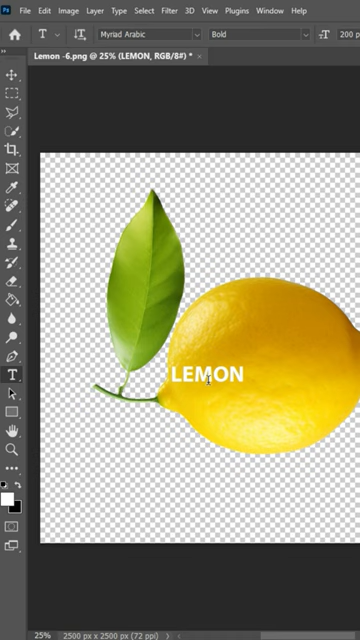 Ps File Edit Image Layer Type Select Filter 3D View Plugins Window Help
T T Myriad Arabic Bold T 200 p
Lemon -6.png @ 25% (LEMON, RGB/8#) * ×
LEMON
T
25% 2500 px x 2500 px (72 ppi)